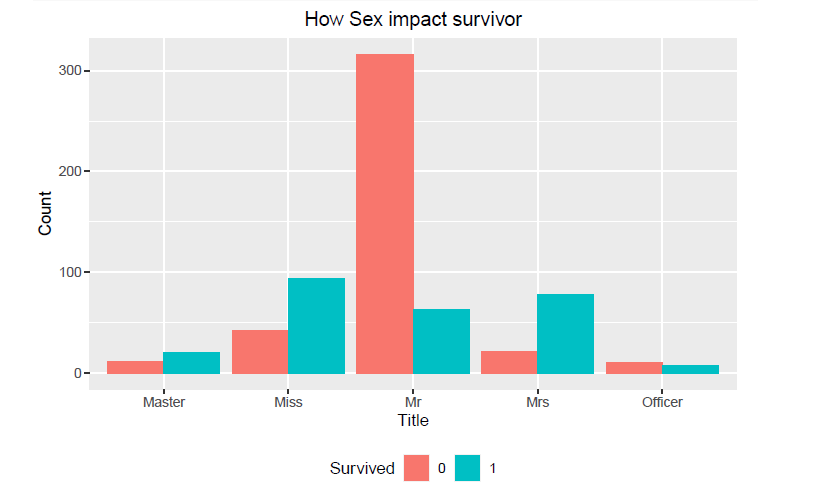 How Sex impact survivor
300
200
100
0
Count
Master Miss Mr Mrs Officer
Title
Survived 0 1